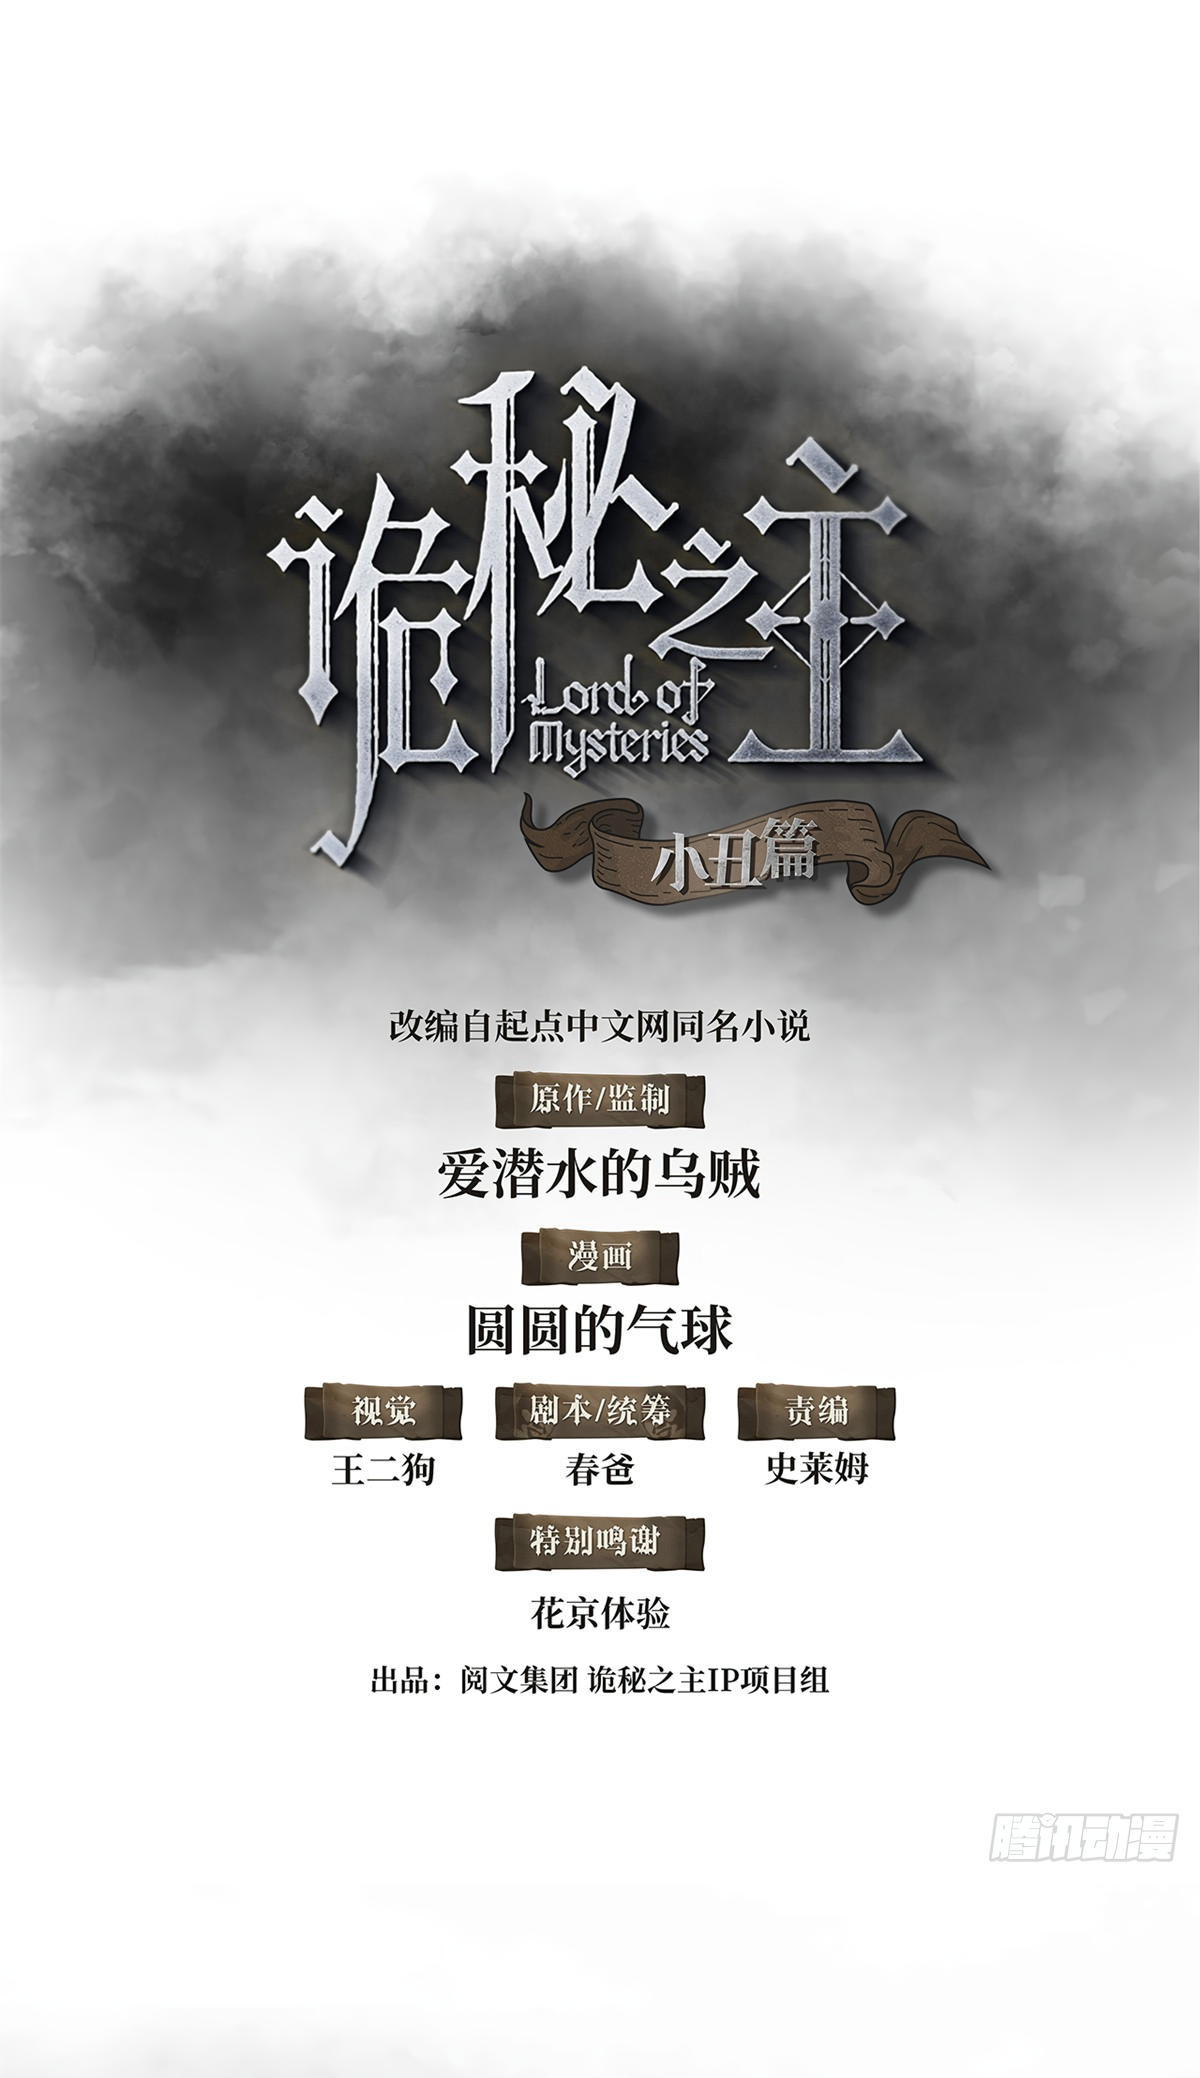 诡秘之主
Lord of
Mysteries
小丑篇
改编自起点中文网同名小说
原作/监制
爱潜水的乌贼
漫画
圆圆的气球
视觉 剧本/统筹 责编
王二狗 春爸 史莱姆
特别鸣谢
花京体验
出品：阅文集团 诡秘之主IP项目组
腾讯动漫